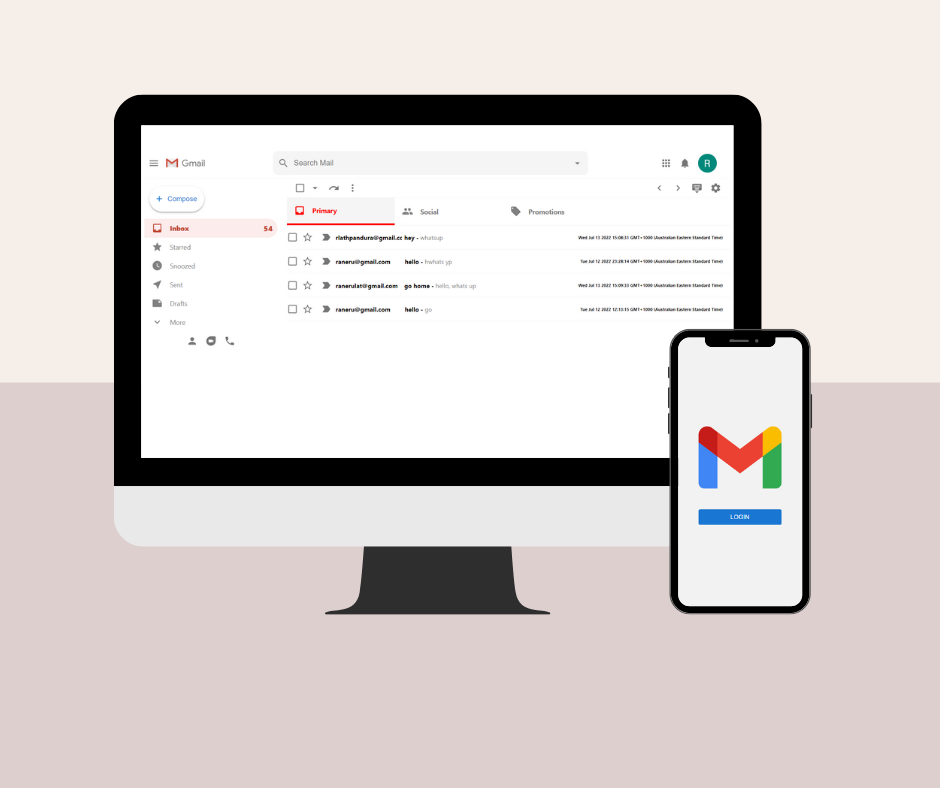 Gmail
Search Mail
R
+ Compose
Primary
Social
Promotions
Inbox 54
Starred
Snoozed
Sent
Drafts
More
riathpandura@gmail.cc hey - whatsup Wed Jul 13 2022 15:08:31 GMT+1000 (Australian Eastern Standard Time)
raneru@gmail.com hello - hwhats yp Tue Jul 12 2022 23:28:14 GMT+1000 (Australian Eastern Standard Time)
ranerulat@gmail.com go home - hello, whats up Wed Jul 13 2022 15:09:33 GMT+1000 (Australian Eastern Standard Time)
raneru@gmail.com hello - go Tue Jul 12 2022 12:33:15 GMT+1000 (Australian Eastern Standard Time)
LOGIN